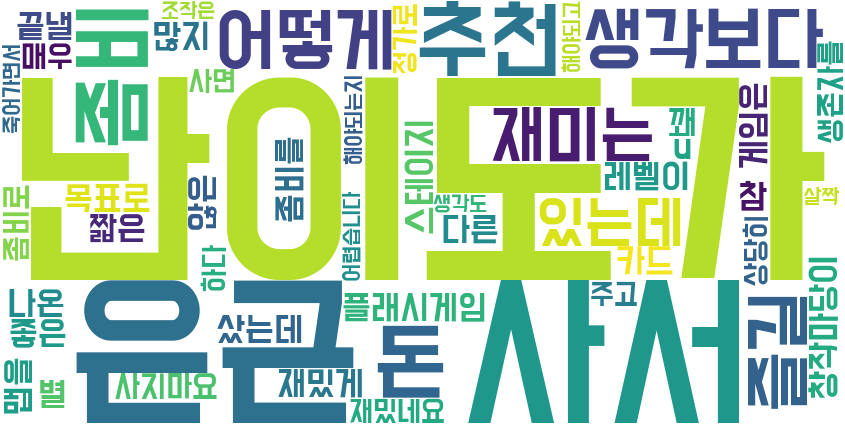 끝낼
조작은
많지
매우
좀비
어떻게
정가로
추천
해야되고
생각보다
생존자를
죽어가면서
사면
난이도가
좀비를
해야되는지
스테이지
재미는
꽤
레벨이
게임은
막
살짝
좀비로
목표로
짧은
않은
하다
어렵습니다
생각도
다른
있는데
카드
상당히
창작마당이
나온
좋은
맵을
별
은근
샀는데
플래시게임
돈
사서
주고
즐길
사지마요
재밌게
재밌네요